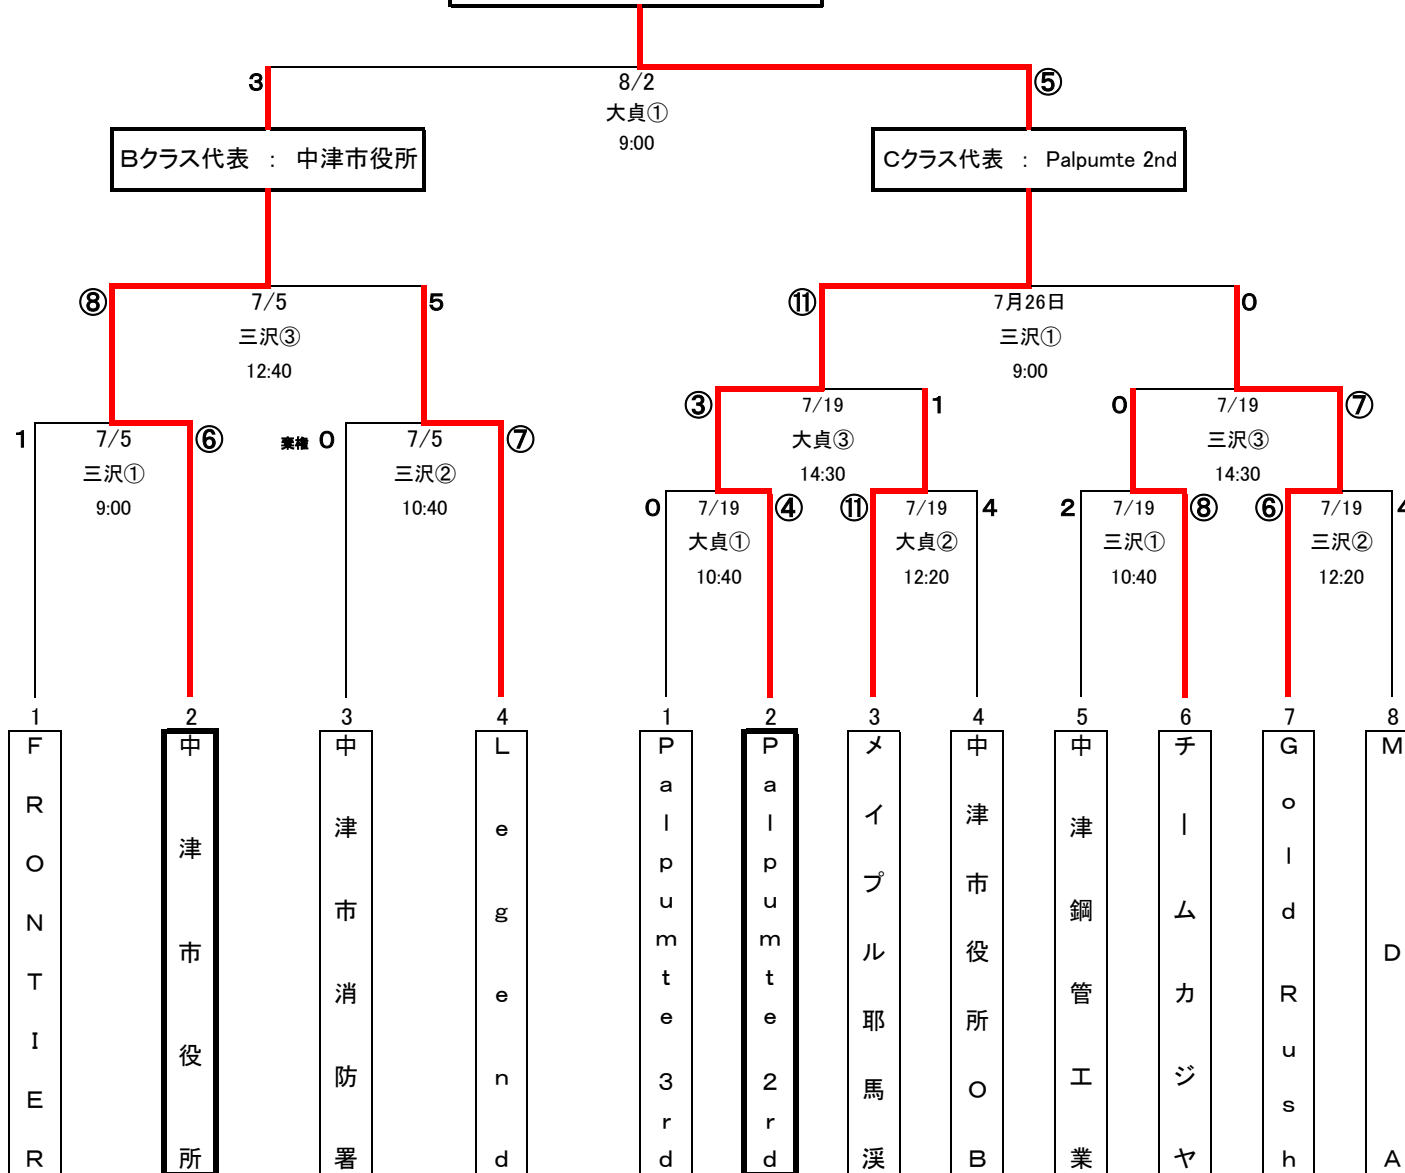 3
8/2
⑤
大貞①
9:00
Bクラス代表 : 中津市役所
Cクラス代表 : Palpumte 2nd
⑧
7/5
5
三沢③
12:40
⑪
7月26日
0
三沢①
9:00
1
7/5
⑥
三沢①
9:00
棄権 0
7/5
⑦
三沢②
10:40
③
7/19
1
大貞③
14:30
0
7/19
⑦
三沢③
14:30
0
7/19
④
大貞①
10:40
⑪
7/19
4
大貞②
12:20
2
7/19
⑧
三沢①
10:40
⑥
7/19
4
三沢②
12:20
1
FRONTIER
2
中津市役所
3
中津市消防署
4
Legend
1
Palpumte 3rd
2
Palpumte 2rd
3
メイプル耶馬渓
4
中津市役所OB
5
中津鋼管工業
6
チームカジヤ
7
Gold Rush
8
MDA